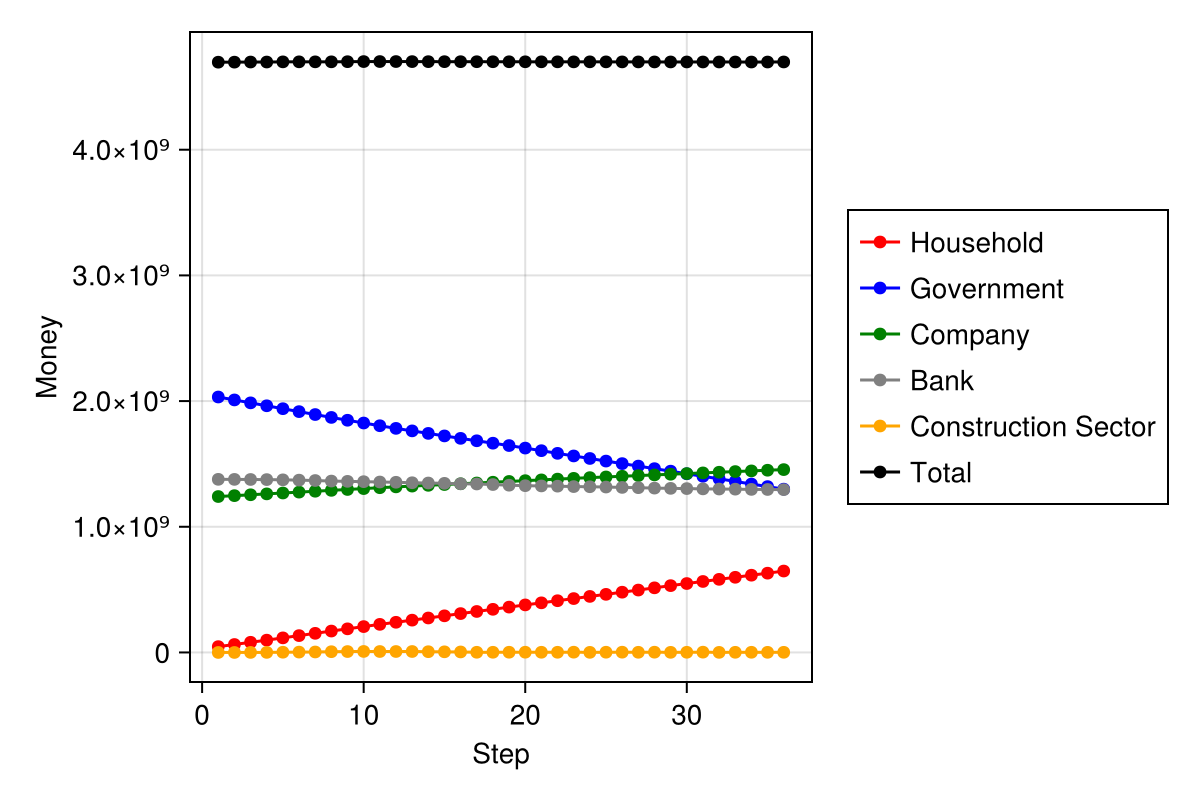 4.0×10⁹
3.0×10⁹
2.0×10⁹
1.0×10⁹
0
Money
0 10 20 30
Step
Household
Government
Company
Bank
Construction Sector
Total